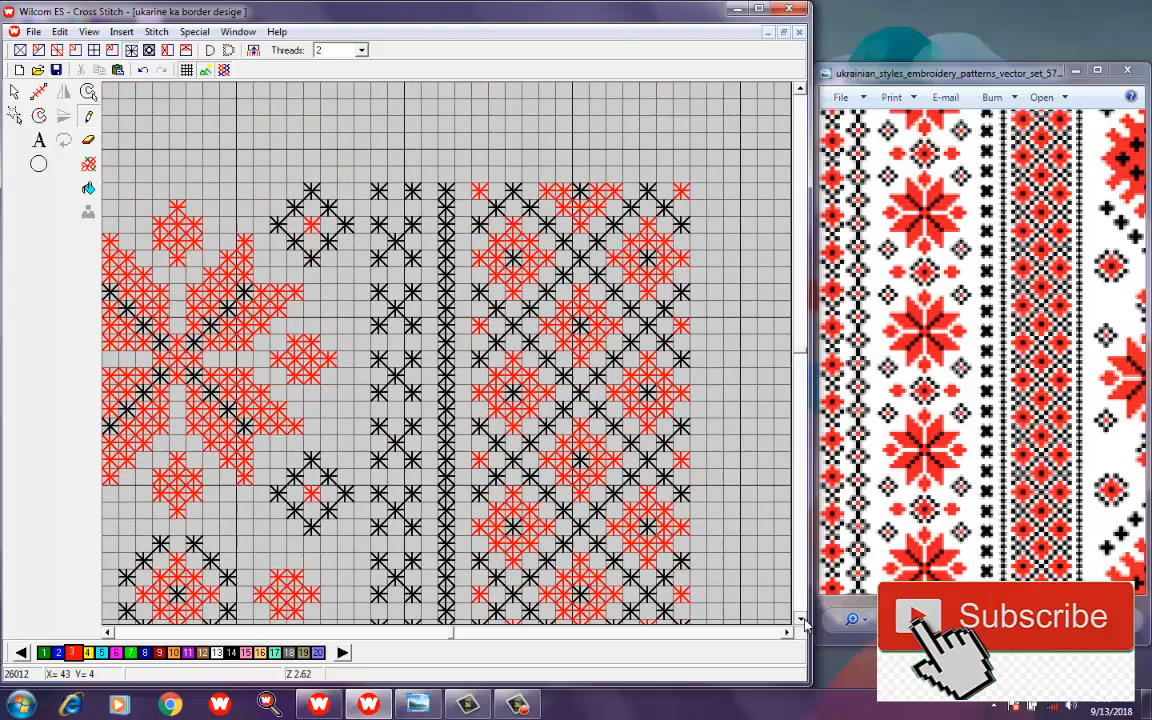 Wilcom ES - Cross Stitch - [ukarine ka border desige ]
File Edit View Insert Stitch Special Window Help
Threads: 2
A
ukrainian_styles_embroidery_patterns_vector_set_57...
File Print E-mail Burn Open
1 2 3 4 5 6 7 8 9 10 11 12 13 14 15 16 17 18 19 20
26012 X= 43 Y= 4 Z 2.62
Subscribe
9/13/2018